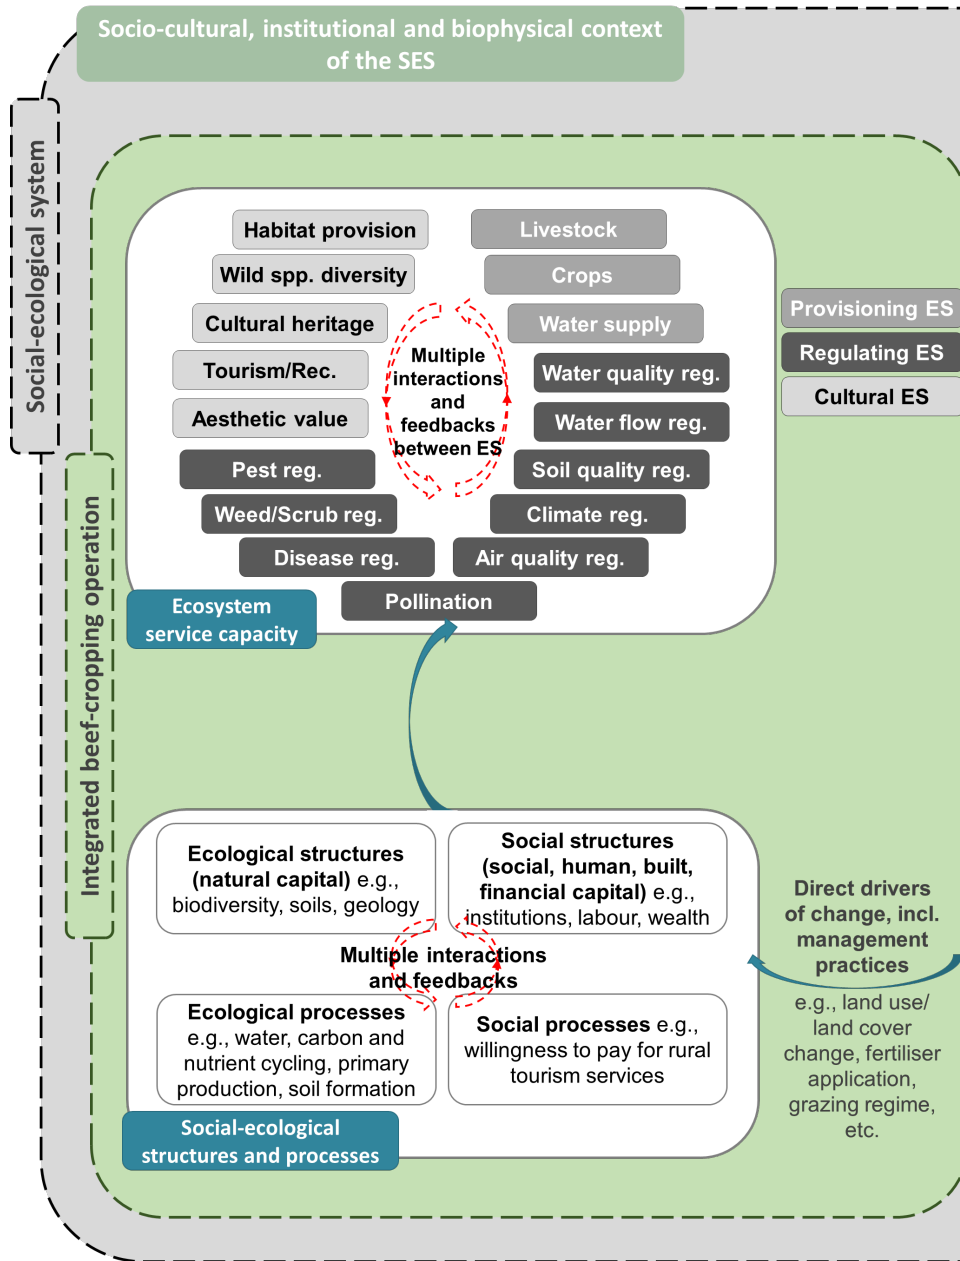 Socio-cultural, institutional and biophysical context
of the SES
Social-ecological system
Integrated beef-cropping operation
Habitat provision
Wild spp. diversity
Cultural heritage
Tourism/Rec.
Aesthetic value
Pest reg.
Weed/Scrub reg.
Disease reg.
Pollination
Livestock
Crops
Water supply
Water quality reg.
Water flow reg.
Soil quality reg.
Climate reg.
Air quality reg.
Multiple
interactions
and
feedbacks
between ES
Provisioning ES
Regulating ES
Cultural ES
Ecosystem
service capacity
Ecological structures
(natural capital) e.g.,
biodiversity, soils, geology
Social structures
(social, human, built,
financial capital) e.g.,
institutions, labour, wealth
Multiple interactions
and feedbacks
Ecological processes
e.g., water, carbon and
nutrient cycling, primary
production, soil formation
Social processes e.g.,
willingness to pay for rural
tourism services
Social-ecological
structures and processes
Direct drivers
of change, incl.
management
practices
e.g., land use/
land cover
change, fertiliser
application,
grazing regime,
etc.